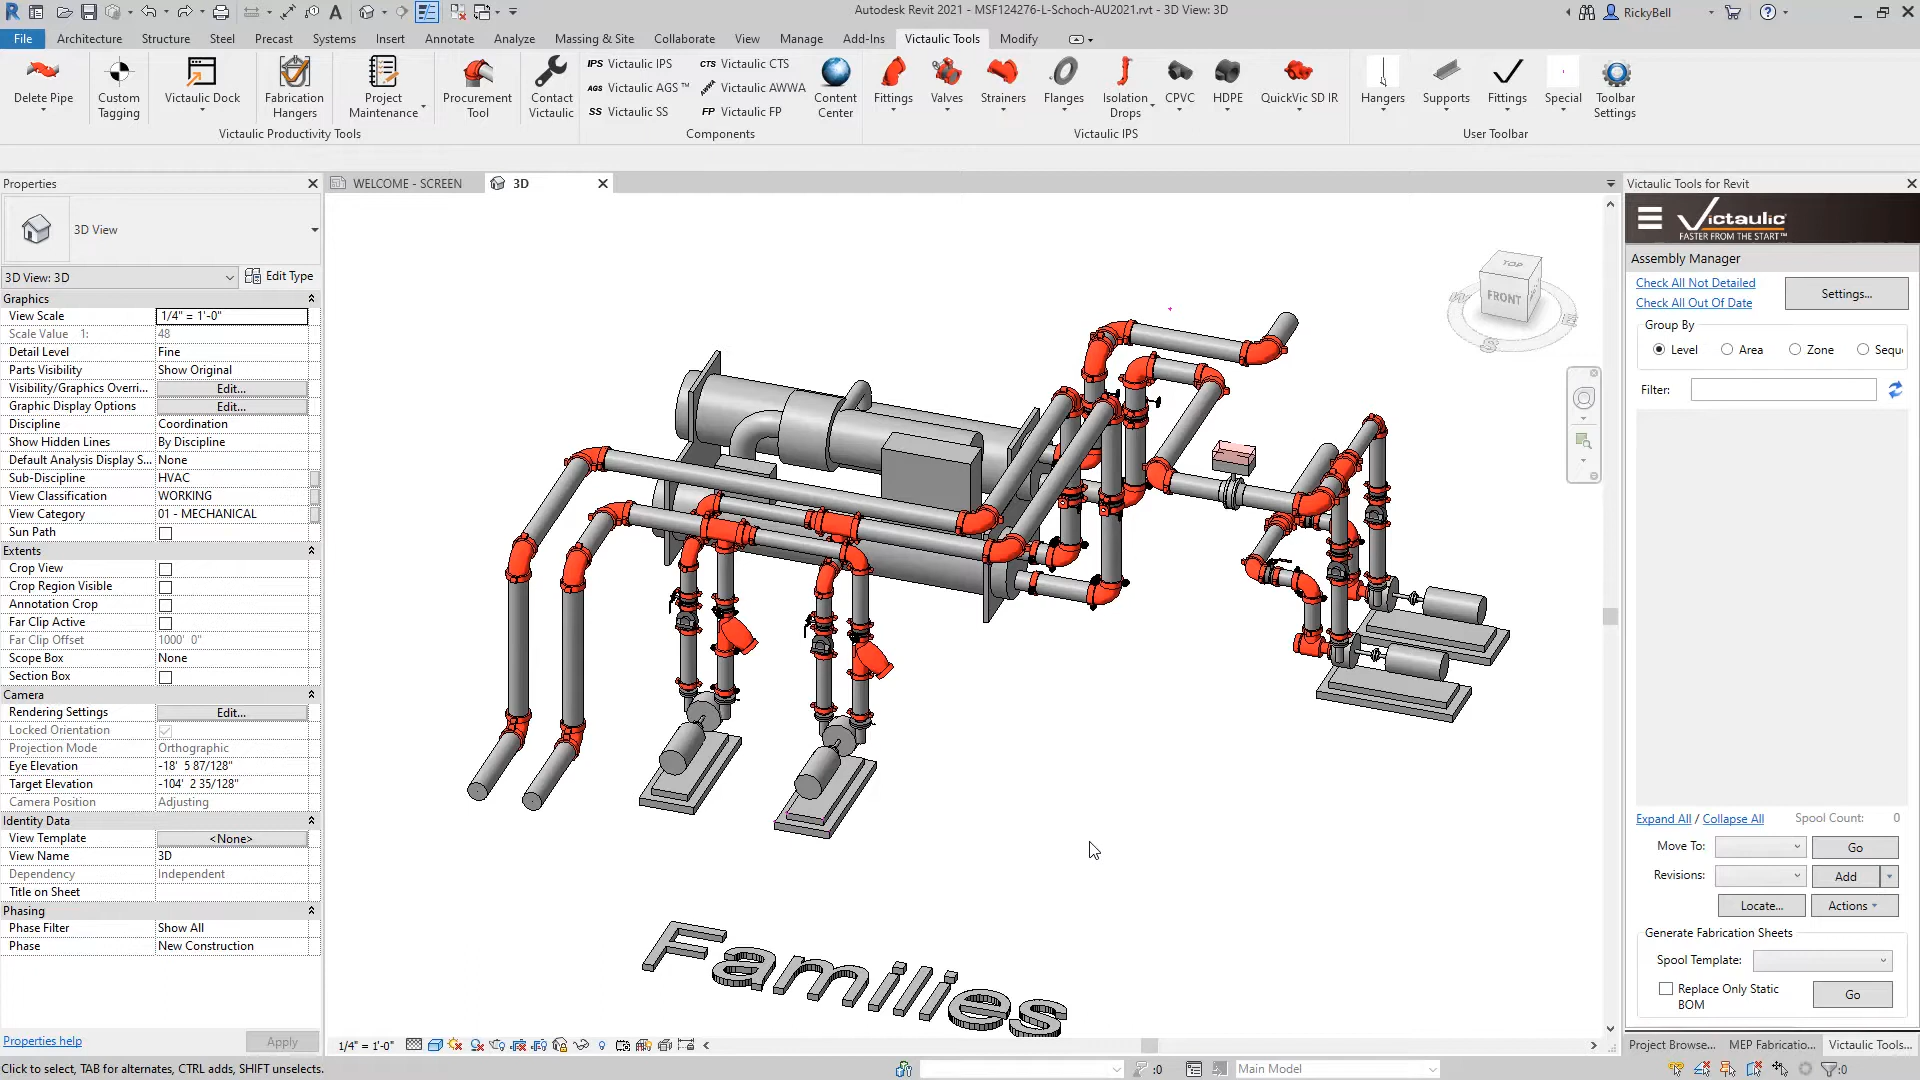 Autodesk Revit 2021 - MSF124276-L-Schoch-AU2021.rvt - 3D View: 3D
RickyBell
File Architecture Structure Steel Precast Systems Insert Annotate Analyze Massing & Site Collaborate View Manage Add-Ins Victaulic Tools Modify
Delete Pipe
Custom Tagging
Victaulic Dock
Fabrication Hangers
Project Maintenance
Procurement Tool
Contact Victaulic
IPS Victaulic IPS
CTS Victaulic CTS
AGS Victaulic AGS™
Victaulic AWWA
SS Victaulic SS
FP Victaulic FP
Content Center
Fittings
Valves
Strainers
Flanges
Isolation Drops
CPVC
HDPE
QuickVic SD IR
Hangers
Supports
Fittings
Special
Toolbar Settings
Victaulic Productivity Tools
Components
Victaulic IPS
User Toolbar
Properties
WELCOME - SCREEN
3D
Victaulic Tools for Revit
3D View
3D View: 3D
Edit Type
Graphics
View Scale 1/4" = 1'-0"
Scale Value 1: 48
Detail Level Fine
Parts Visibility Show Original
Visibility/Graphics Overri... Edit...
Graphic Display Options Edit...
Discipline Coordination
Show Hidden Lines By Discipline
Default Analysis Display S... None
Sub-Discipline HVAC
View Classification WORKING
View Category 01 - MECHANICAL
Sun Path
Extents
Crop View
Crop Region Visible
Annotation Crop
Far Clip Active
Far Clip Offset 1000' 0"
Scope Box None
Section Box
Camera
Rendering Settings Edit...
Locked Orientation
Projection Mode Orthographic
Eye Elevation -18' 5 87/128"
Target Elevation -104' 2 35/128"
Camera Position Adjusting
Identity Data
View Template <None>
View Name 3D
Dependency Independent
Title on Sheet
Phasing
Phase Filter Show All
Phase New Construction
Properties help
Apply
TOP
FRONT
W
S
Families
1/4" = 1'-0"
Victaulic
FASTER FROM THE START™
Assembly Manager
Check All Not Detailed
Check All Out Of Date
Settings...
Group By
Level Area Zone Sequ
Filter:
Expand All / Collapse All Spool Count: 0
Move To: Go
Revisions: Add
Locate... Actions
Generate Fabrication Sheets
Spool Template:
Replace Only Static BOM
Go
Project Browse... MEP Fabricatio... Victaulic Tools...
Click to select, TAB for alternates, CTRL adds, SHIFT unselects.
:0
Main Model
:0